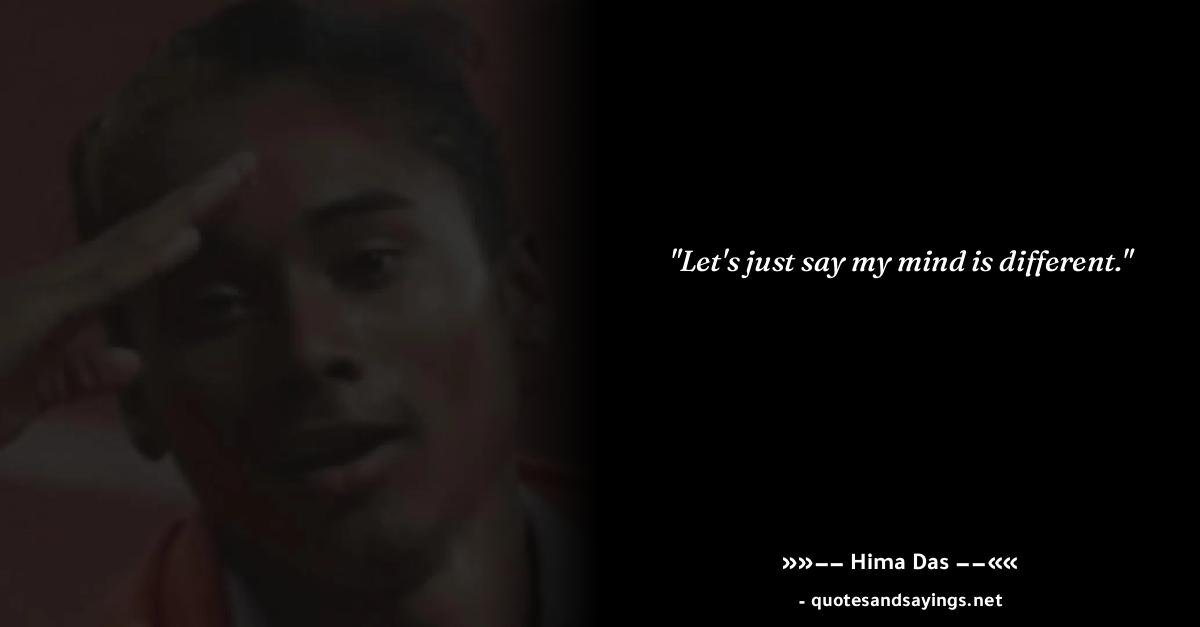 "Let's just say my mind is different."
»»−− Hima Das −−««
- quotesandsayings.net